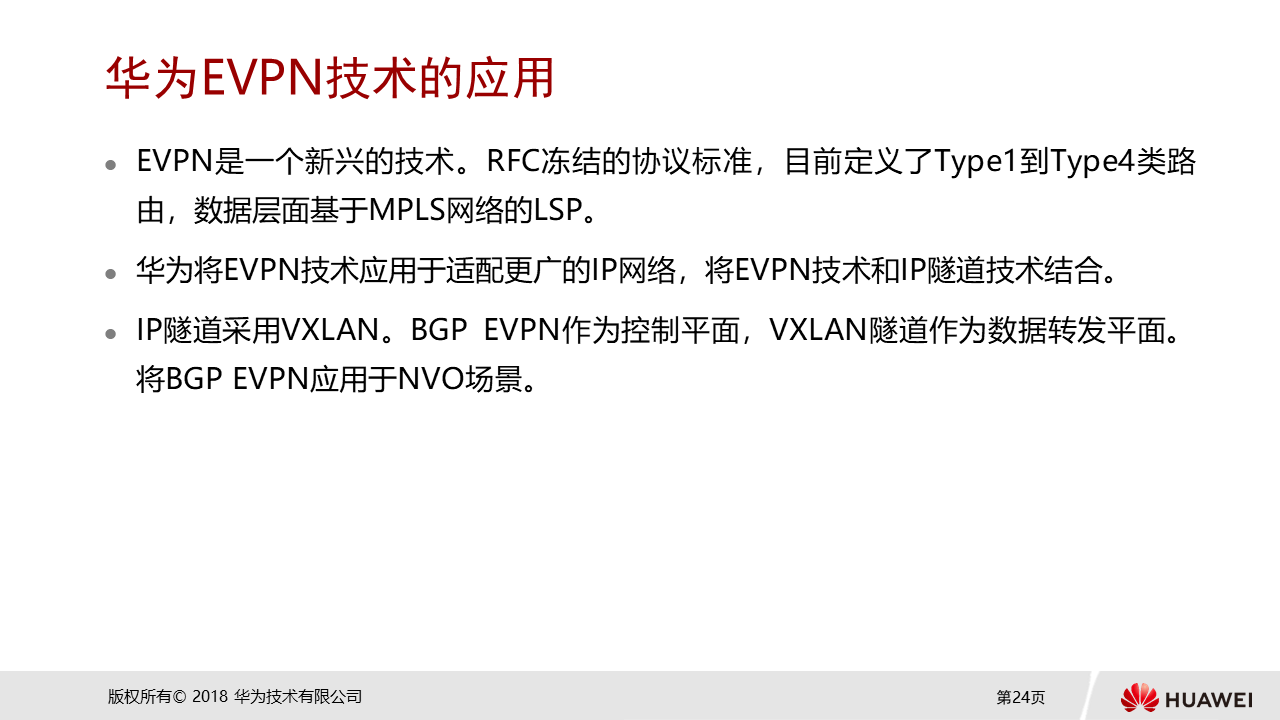 华为EVPN技术的应用
EVPN是一个新兴的技术。RFC冻结的协议标准，目前定义了Type1到Type4类路
由，数据层面基于MPLS网络的LSP。
华为将EVPN技术应用于适配更广的IP网络，将EVPN技术和IP隧道技术结合。
IP隧道采用VXLAN。BGP EVPN作为控制平面，VXLAN隧道作为数据转发平面。
将BGP EVPN应用于NVO场景。
版权所有© 2018 华为技术有限公司
第24页
HUAWEI